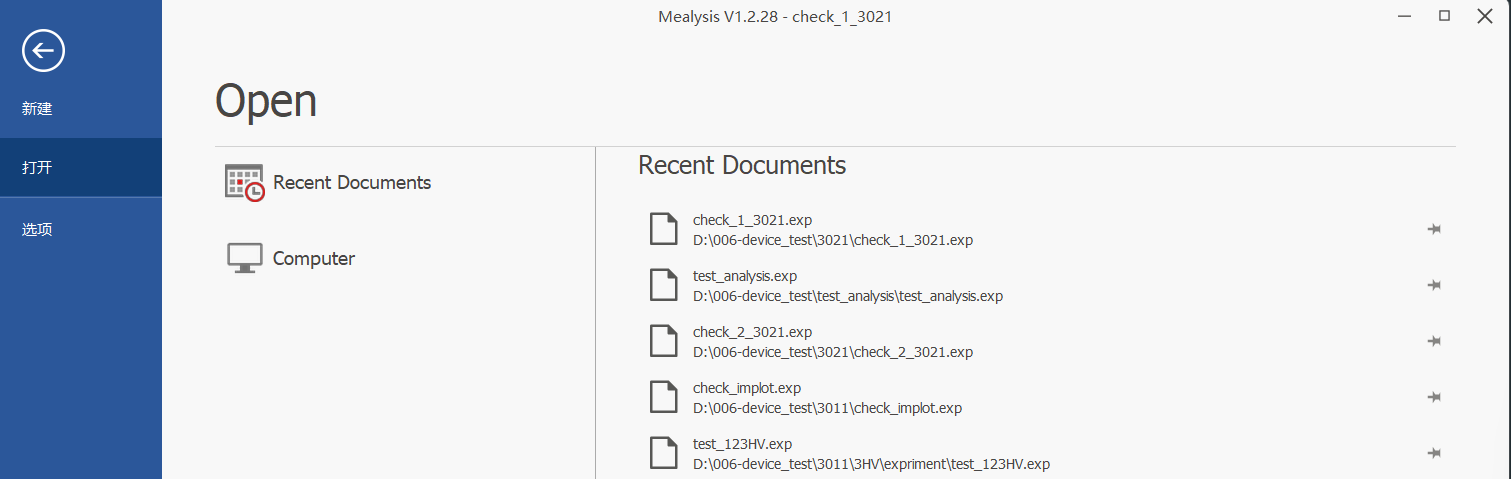 Mealysis V1.2.28 - check_1_3021
新建
打开
选项
Open
Recent Documents
Computer
Recent Documents
check_1_3021.exp
D:\006-device_test\3021\check_1_3021.exp
test_analysis.exp
D:\006-device_test\test_analysis\test_analysis.exp
check_2_3021.exp
D:\006-device_test\3021\check_2_3021.exp
check_implot.exp
D:\006-device_test\3011\check_implot.exp
test_123HV.exp
D:\006-device_test\3011\3HV\expriment\test_123HV.exp